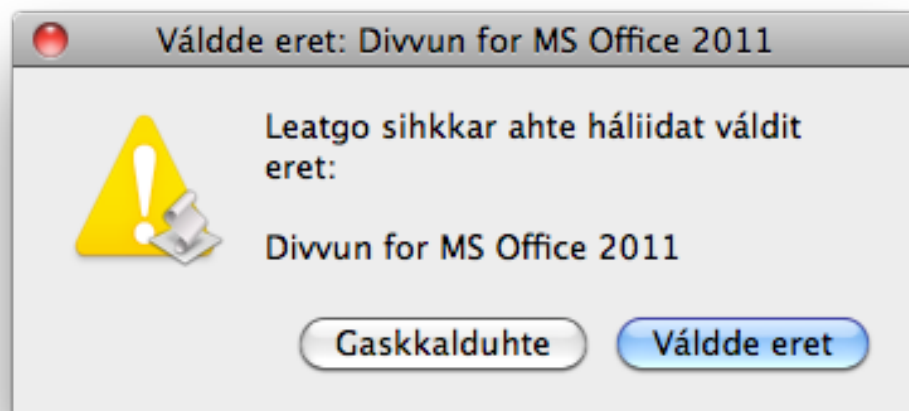 Váldde eret: Divvun for MS Office 2011
Leatgo sihkkar ahte háliidat váldit
eret:
Divvun for MS Office 2011
Gaskkalduhte
Váldde eret